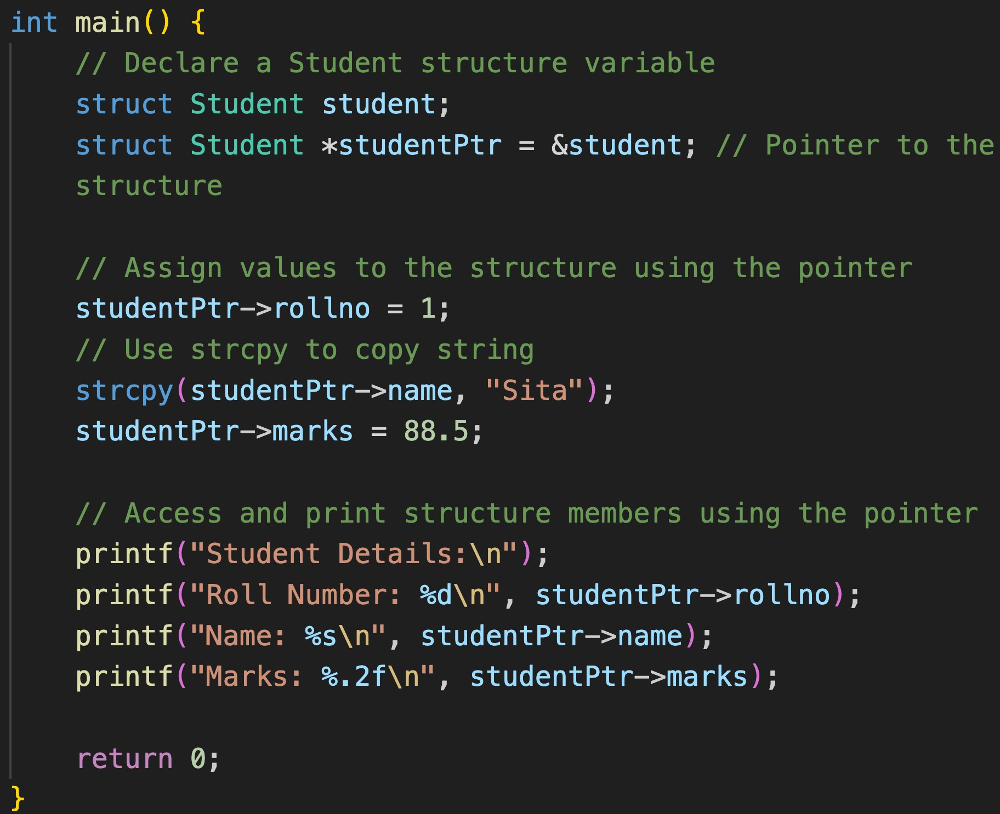 int main() {
    // Declare a Student structure variable
    struct Student student;
    struct Student *studentPtr = &student; // Pointer to the
    structure

    // Assign values to the structure using the pointer
    studentPtr->rollno = 1;
    // Use strcpy to copy string
    strcpy(studentPtr->name, "Sita");
    studentPtr->marks = 88.5;

    // Access and print structure members using the pointer
    printf("Student Details:\n");
    printf("Roll Number: %d\n", studentPtr->rollno);
    printf("Name: %s\n", studentPtr->name);
    printf("Marks: %.2f\n", studentPtr->marks);

    return 0;
}